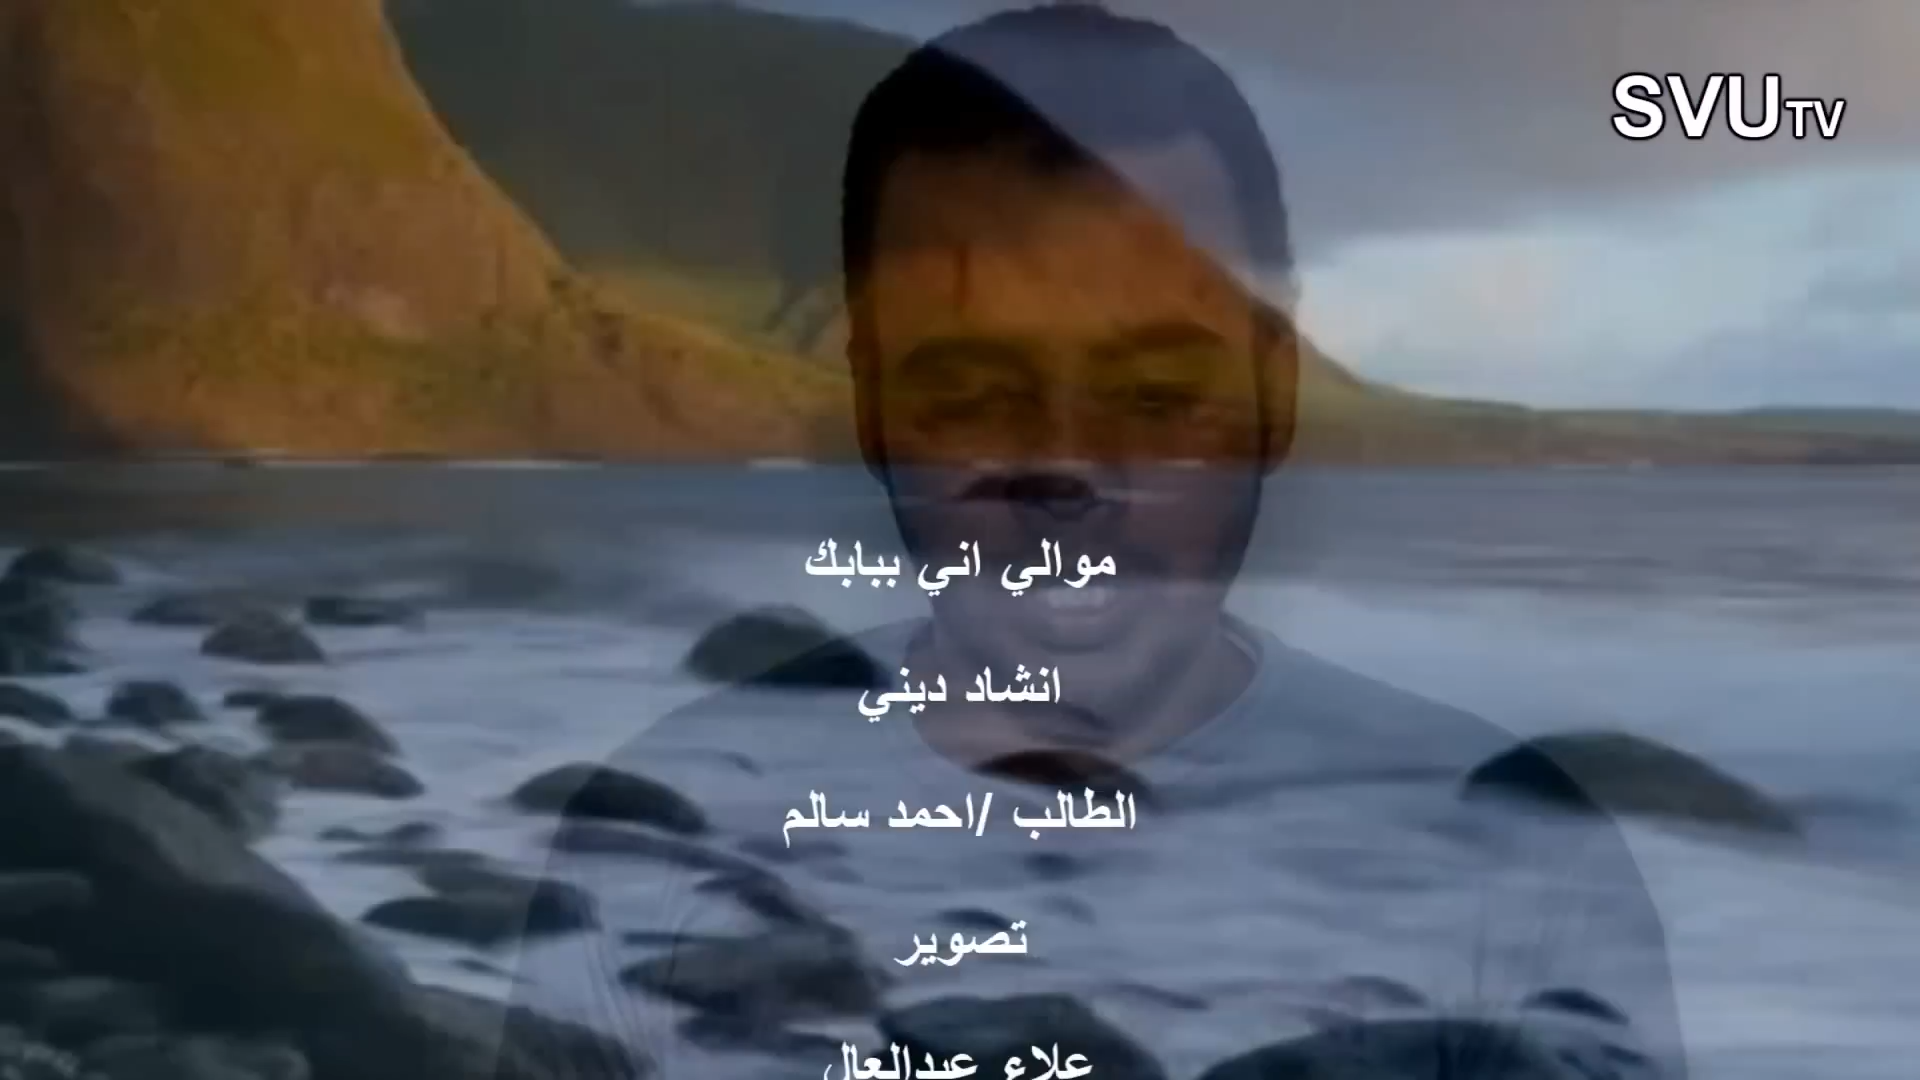 SVUTV
موالي اني ببابك
انشاد ديني
الطالب /احمد سالم
تصوير
علاء عبدالعال